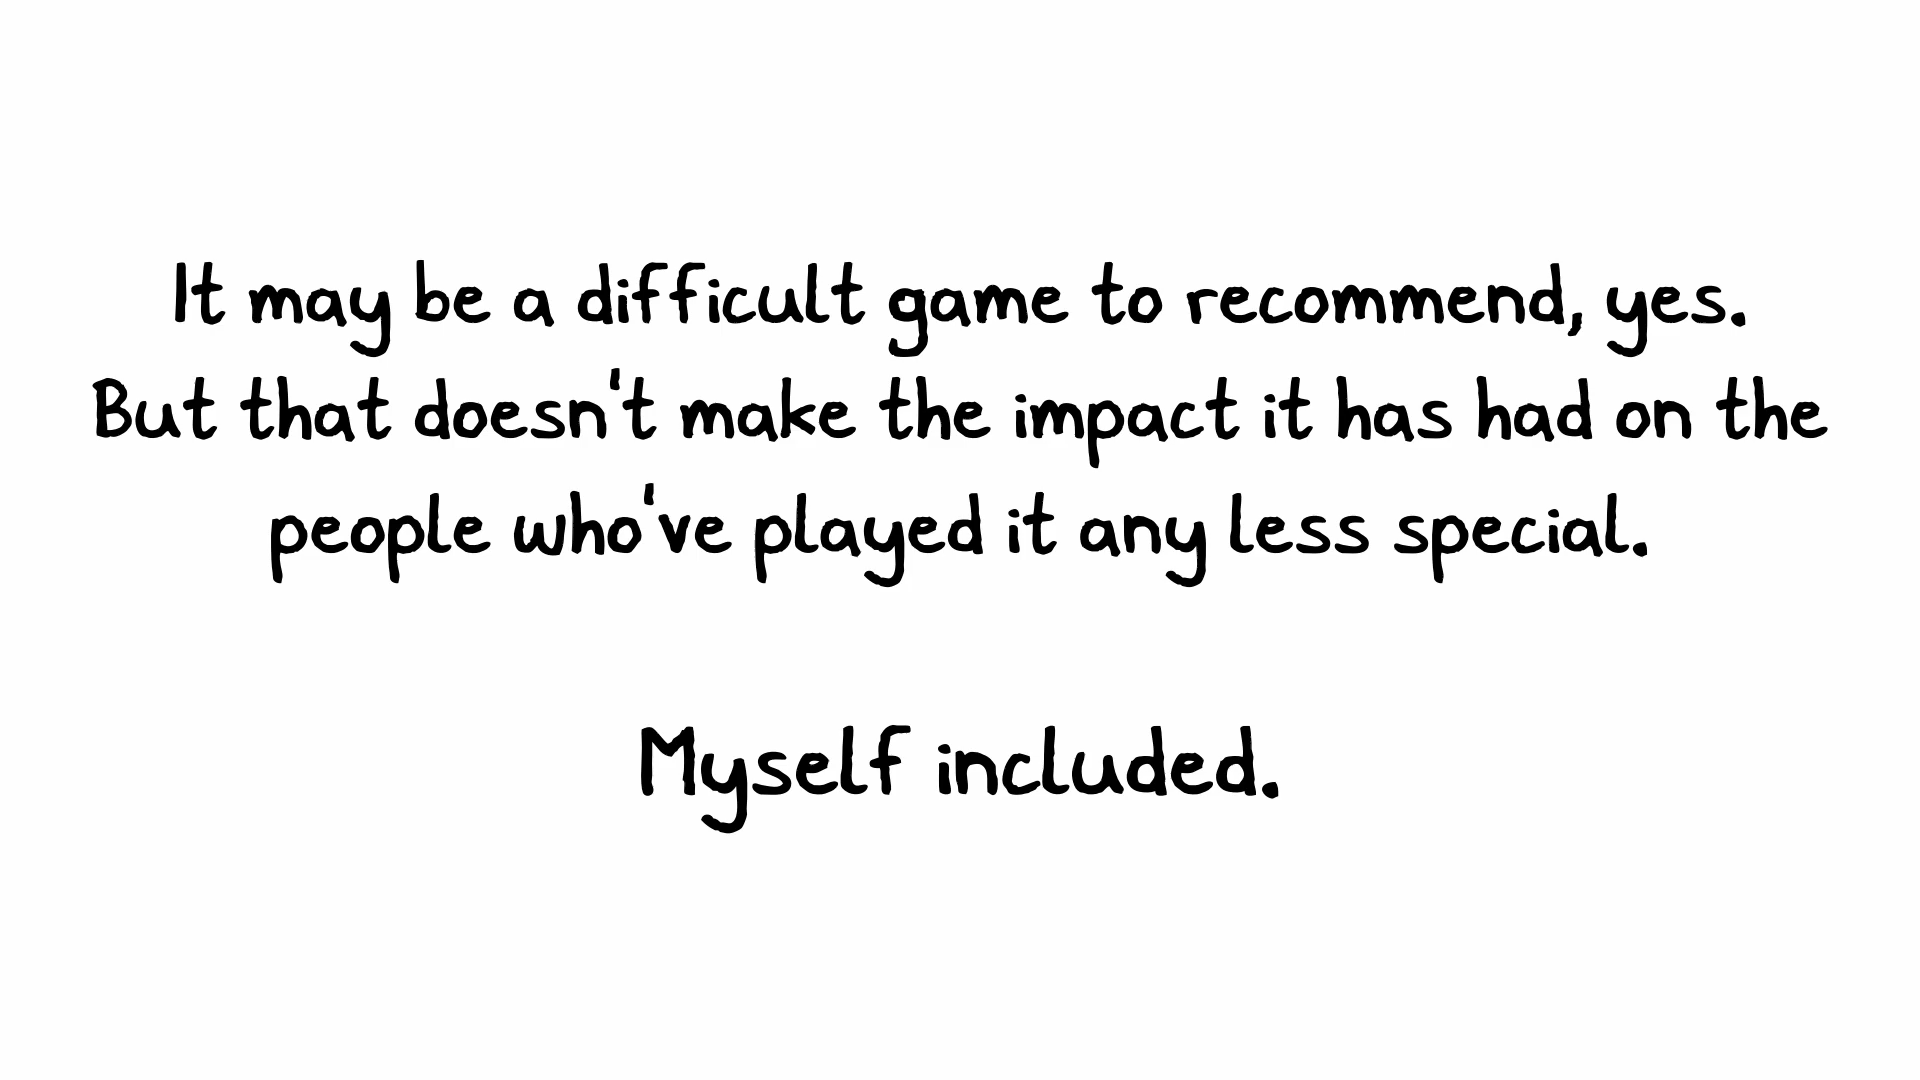 It may be a difficult game to recommend, yes.
But that doesn't make the impact it has had on the
people who've played it any less special.
Myself included.